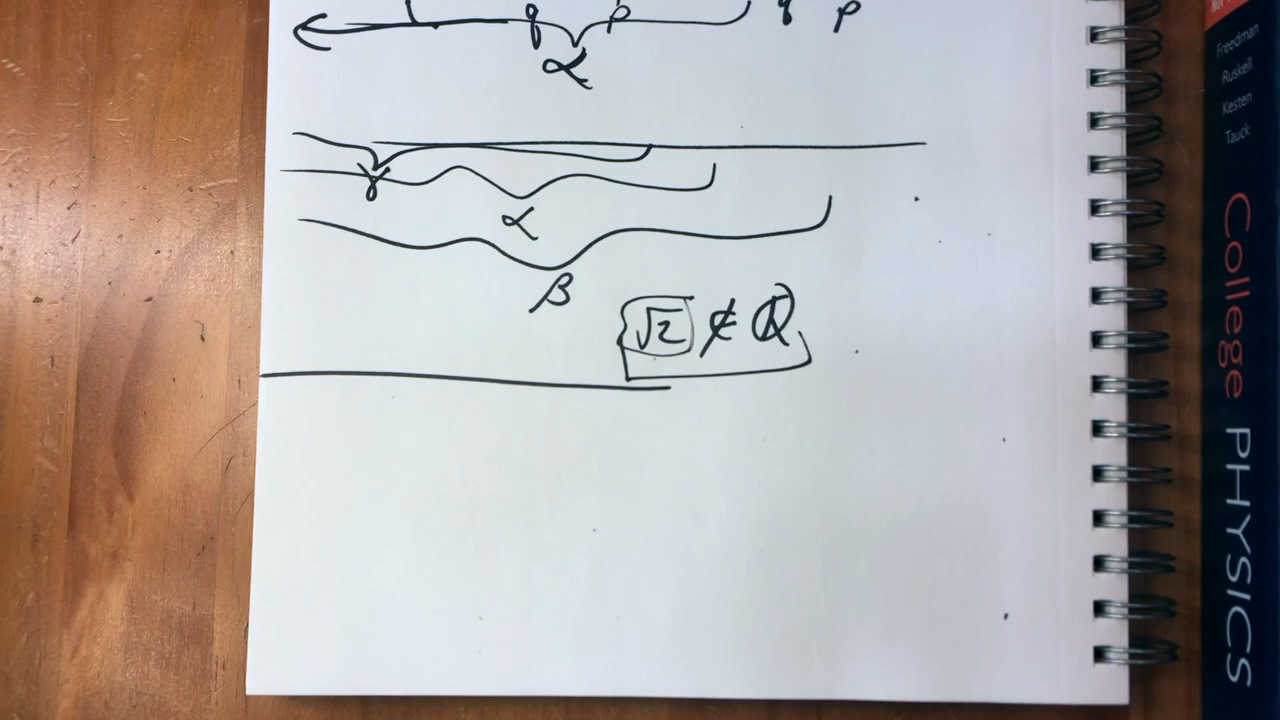 q p q p
α
γ
α
β
√2 ∉ ℚ
Freedman
Ruskell
Kesten
Tauck
College PHYSICS